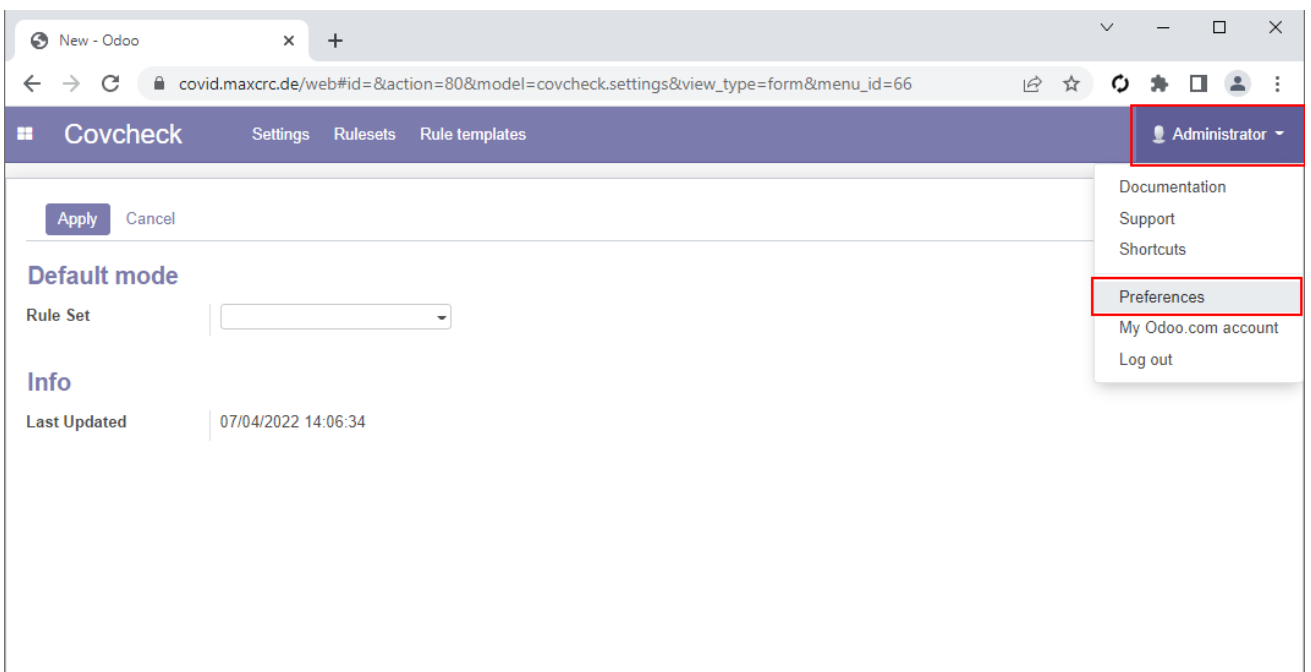 New - Odoo
covid.maxcrc.de/web#id=&action=80&model=covcheck.settings&view_type=form&menu_id=66
Covcheck Settings Rulesets Rule templates Administrator
Documentation
Apply Cancel Support
Shortcuts
Default mode
Preferences
Rule Set
My Odoo.com account
Log out
Info
Last Updated 07/04/2022 14:06:34